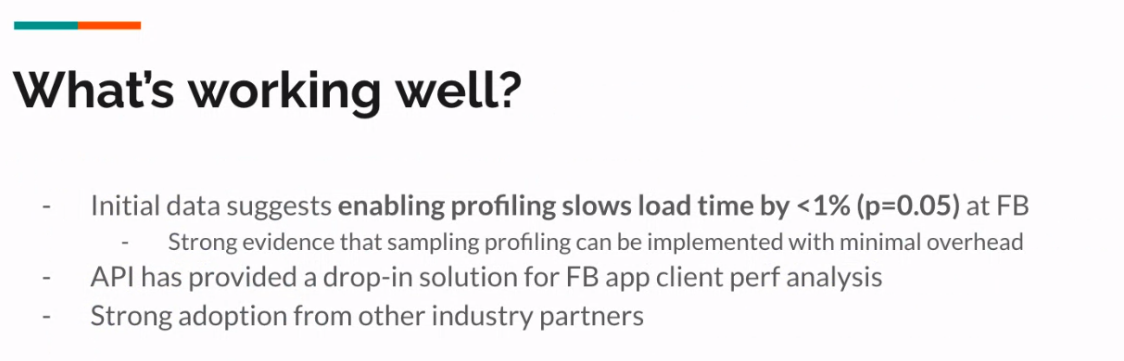 What’s working well?
- Initial data suggests enabling profiling slows load time by <1% (p=0.05) at FB
- Strong evidence that sampling profiling can be implemented with minimal overhead
- API has provided a drop-in solution for FB app client perf analysis
- Strong adoption from other industry partners